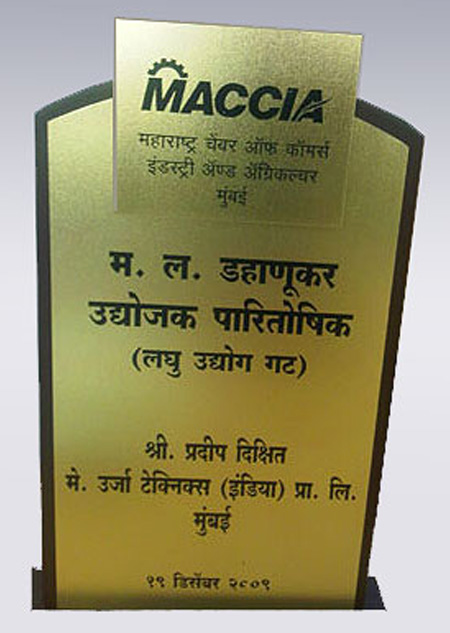 MACCIA
महाराष्ट्र चेंबर ऑफ कॉमर्स
इंडस्ट्री ॲण्ड ॲग्रिकल्चर
मुंबई
म. ल. डहाणूकर
उद्योजक पारितोषिक
(लघु उद्योग गट)
श्री. प्रदीप दिक्षित
मे. उर्जा टेक्निक्स (इंडिया) प्रा. लि.
मुंबई
१९ डिसेंबर २००९